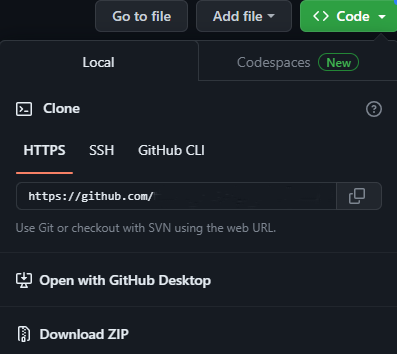 Go to file Add file Code
Local Codespaces New
Clone
HTTPS SSH GitHub CLI
https://github.com/
Use Git or checkout with SVN using the web URL.
Open with GitHub Desktop
Download ZIP